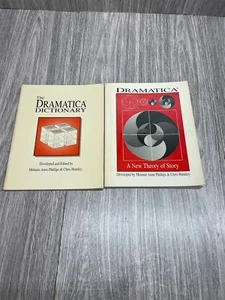 The
DRAMATICA
DICTIONARY
Developed and Edited by
Melanie Anne Phillips & Chris Huntley
DRAMATICA®
A New Theory of Story
Developed by Melanie Anne Phillips & Chris Huntley